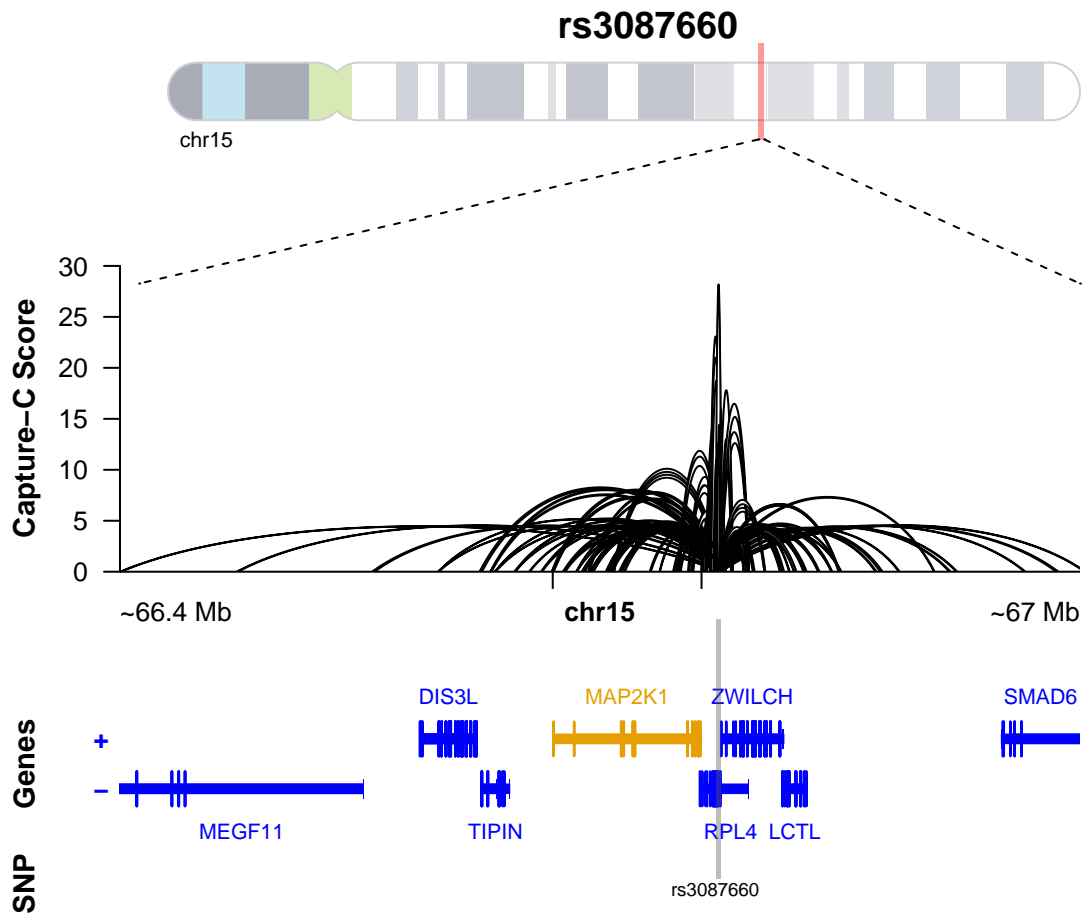 rs3087660
chr15
Capture−C Score
30
25
20
15
10
5
0
~66.4 Mb
chr15
~67 Mb
Genes
+
−
DIS3L
MAP2K1
ZWILCH
SMAD6
MEGF11
TIPIN
RPL4
LCTL
SNP
rs3087660